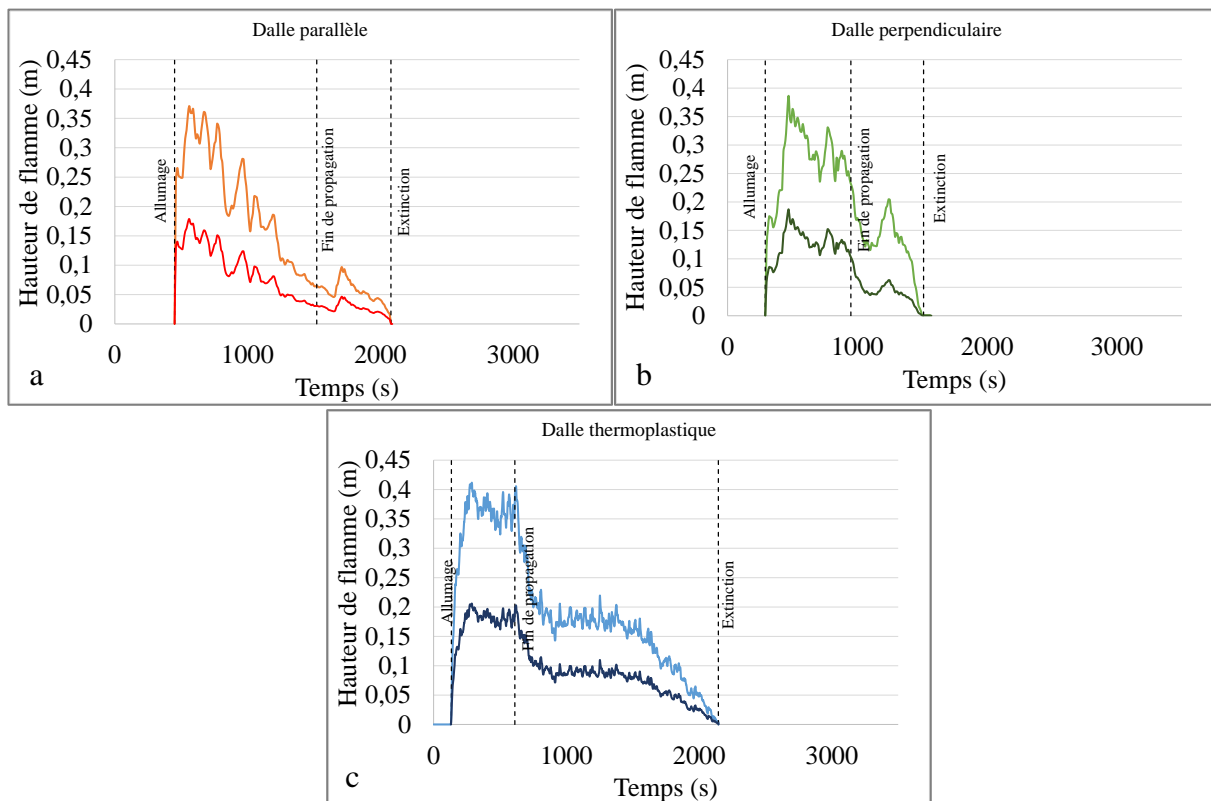 Dalle parallèle
Hauteur de flamme (m)
0,45
0,4
0,35
0,3
0,25
0,2
0,15
0,1
0,05
0
Allumage
Fin de propagation
Extinction
0 1000 2000 3000
Temps (s)
a
Dalle perpendiculaire
Hauteur de flamme (m)
0,45
0,4
0,35
0,3
0,25
0,2
0,15
0,1
0,05
0
Allumage
Fin de propagation
Extinction
0 1000 2000 3000
Temps (s)
b
Dalle thermoplastique
Hauteur de flamme (m)
0,45
0,4
0,35
0,3
0,25
0,2
0,15
0,1
0,05
0
Allumage
Fin de propagation
Extinction
0 1000 2000 3000
Temps (s)
c